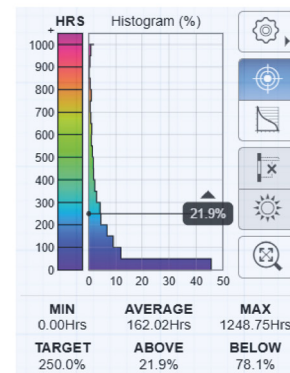 HRS Histogram (%)
+
1000
900
800
700
600
500
400
300
200
100
0
21.9%
0 10 20 30 40 50
MIN AVERAGE MAX
0.00Hrs 162.02Hrs 1248.75Hrs
TARGET ABOVE BELOW
250.0% 21.9% 78.1%